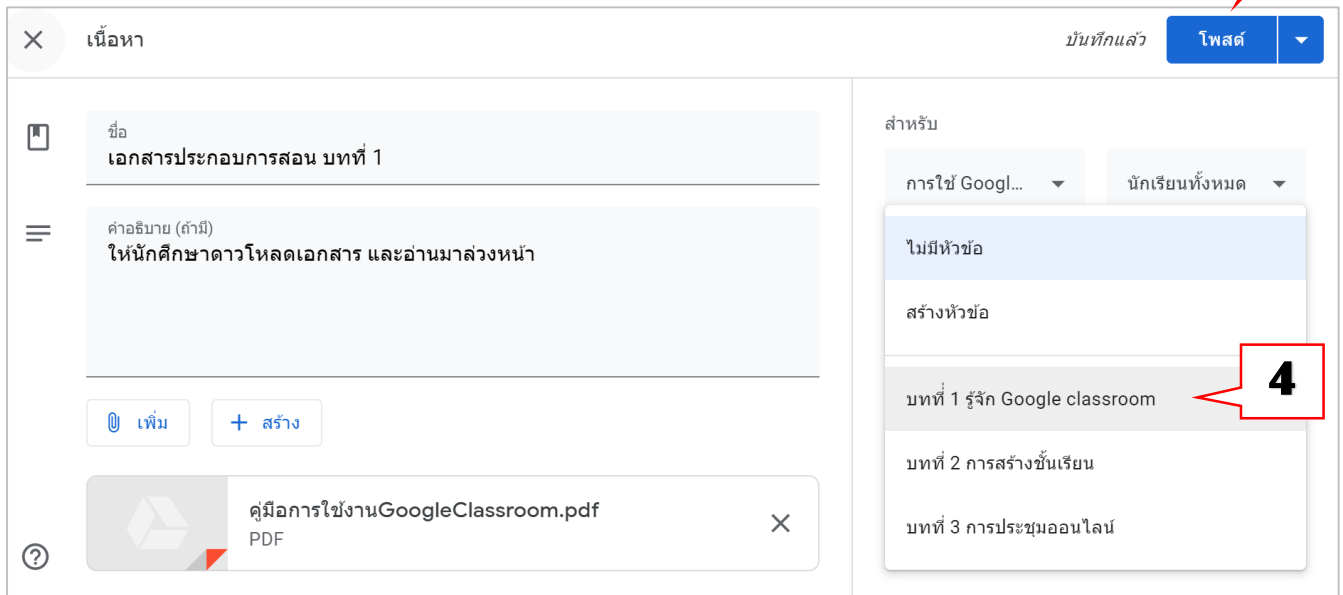 เนื้อหา
บันทึกแล้ว
โพสต์
ชื่อ
เอกสารประกอบการสอน บทที่ 1
คำอธิบาย (ถ้ามี)
ให้นักศึกษาดาวโหลดเอกสาร และอ่านมาล่วงหน้า
เพิ่ม
สร้าง
คู่มือการใช้งานGoogleClassroom.pdf
PDF
สำหรับ
การใช้ Googl...
นักเรียนทั้งหมด
ไม่มีหัวข้อ
สร้างหัวข้อ
บทที่ 1 รู้จัก Google classroom
4
บทที่ 2 การสร้างชั้นเรียน
บทที่ 3 การประชุมออนไลน์